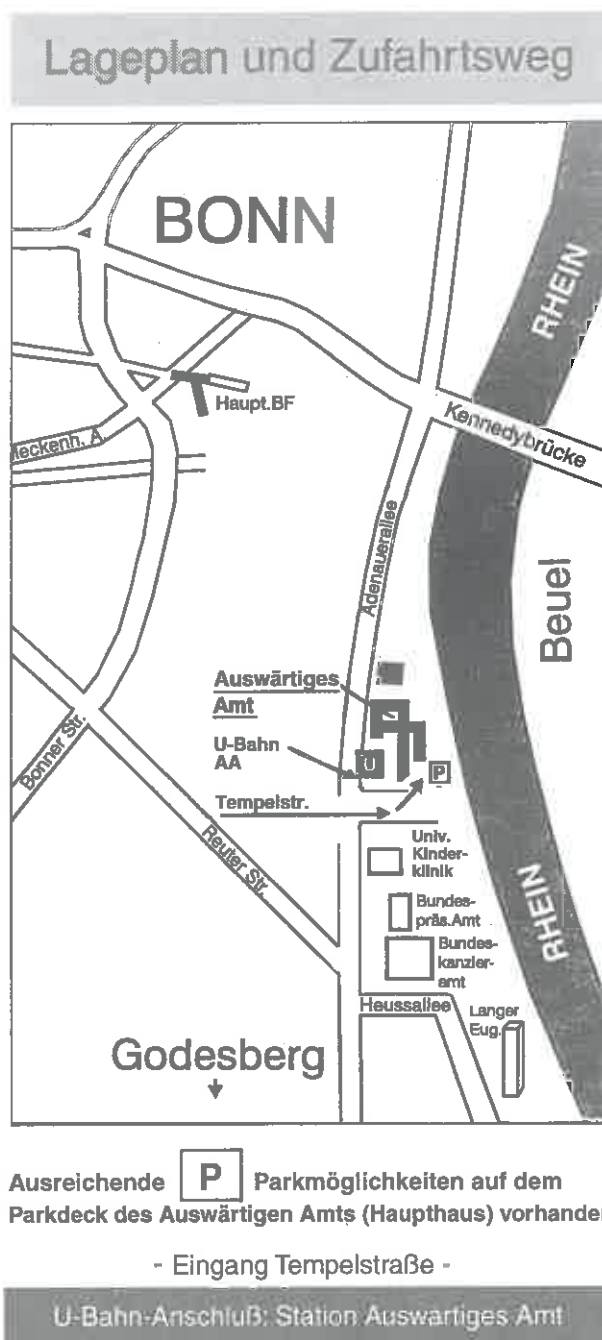 Lageplan und Zufahrtsweg
BONN
RHEIN
Haupt.BF
Kennedybrücke
Meckenh. A.
Adenauerallee
Beuel
Auswärtiges
Amt
U-Bahn
AA
U
P
Tempelstr.
Bonner Str.
Reuter Str.
Univ.
Kinder-
klinik
Bundes-
präs.Amt
Bundes-
kanzler-
amt
RHEIN
Heussallee
Langer
Eug.
Godesberg
Ausreichende P Parkmöglichkeiten auf dem
Parkdeck des Auswärtigen Amts (Haupthaus) vorhanden
- Eingang Tempelstraße -
U-Bahn-Anschluß: Station Auswärtiges Amt